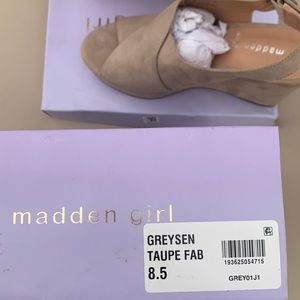 madden
madden girl
GREYSEN
TAUPE FAB
8.5
193625054715
GREY01J1